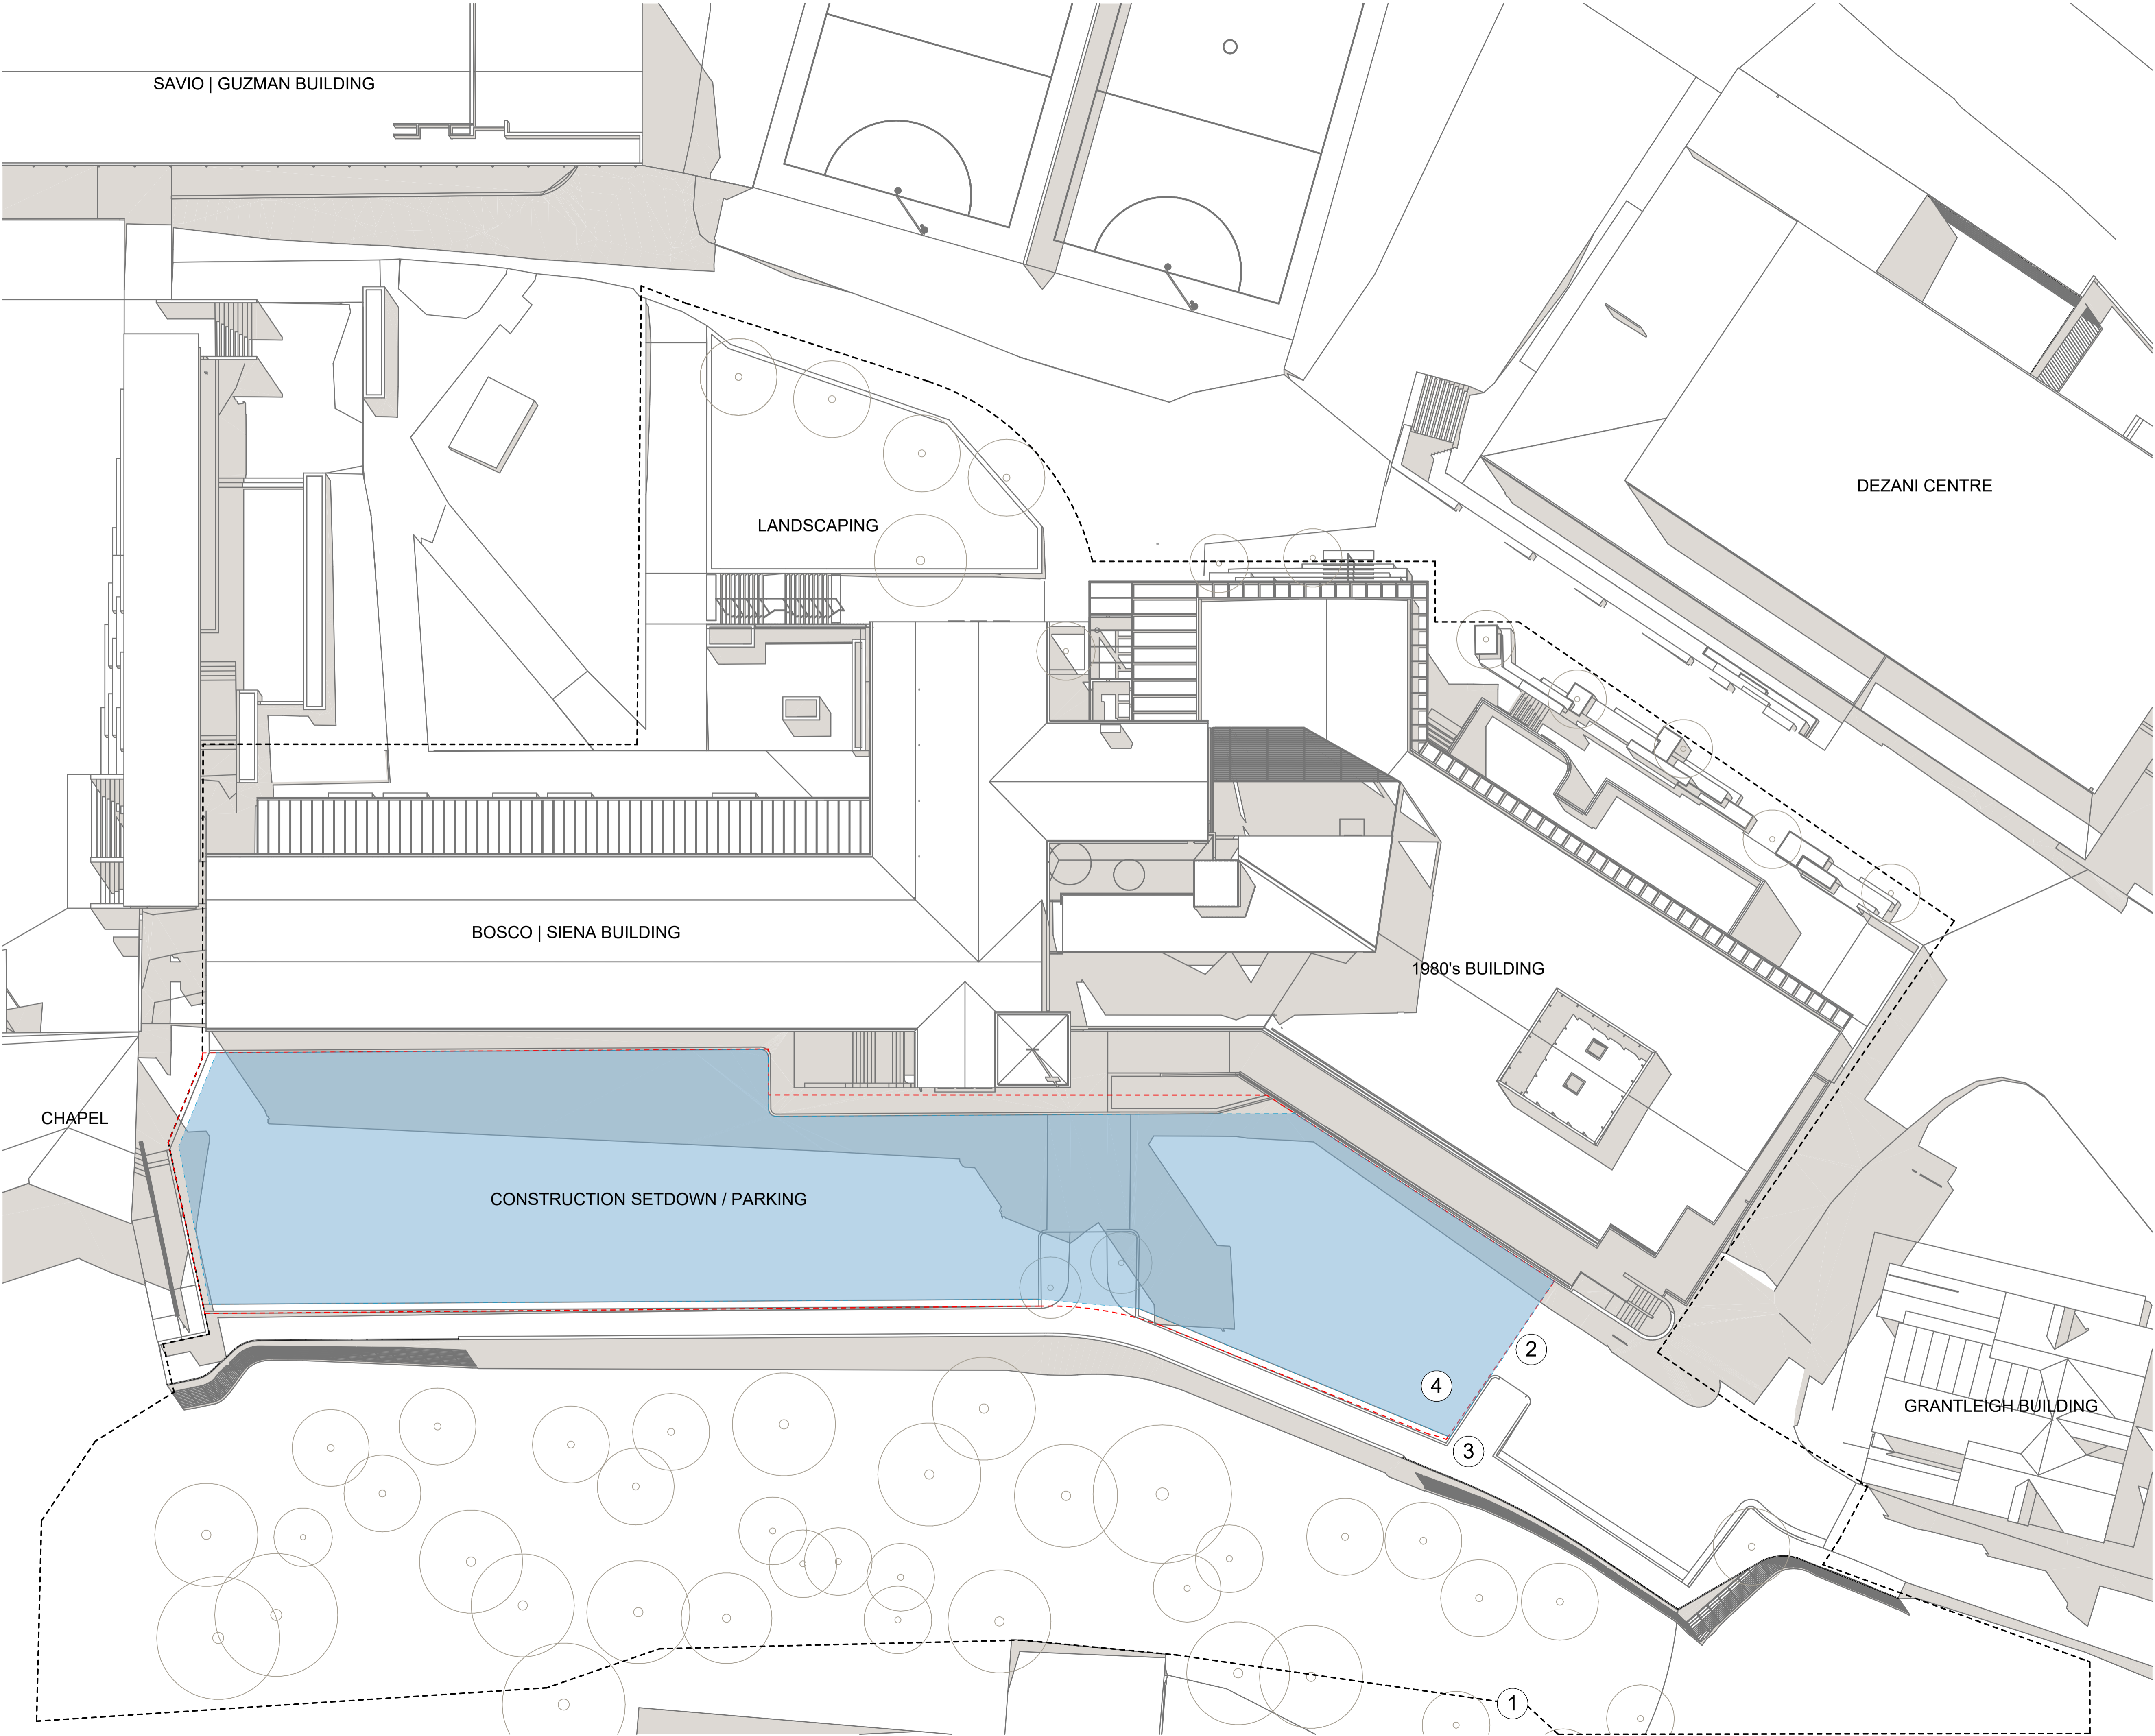 SAVIO | GUZMAN BUILDING
DEZANI CENTRE
LANDSCAPING
BOSCO | SIENA BUILDING
1980's BUILDING
CHAPEL
CONSTRUCTION SETDOWN / PARKING
2
4
GRANTLEIGH BUILDING
3
1